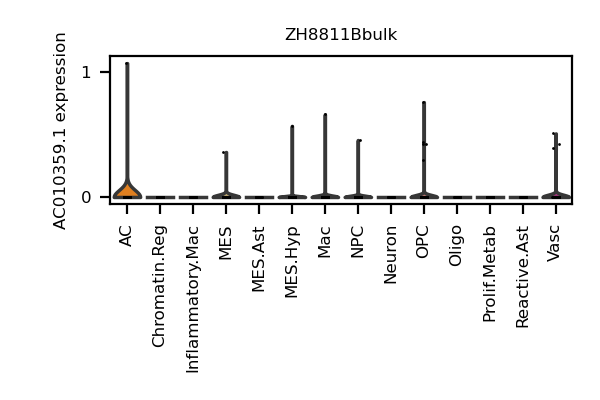 ZH8811Bbulk
AC010359.1 expression
1
0
AC
Chromatin.Reg
Inflammatory.Mac
MES
MES.Ast
MES.Hyp
Mac
NPC
Neuron
OPC
Oligo
Prolif.Metab
Reactive.Ast
Vasc